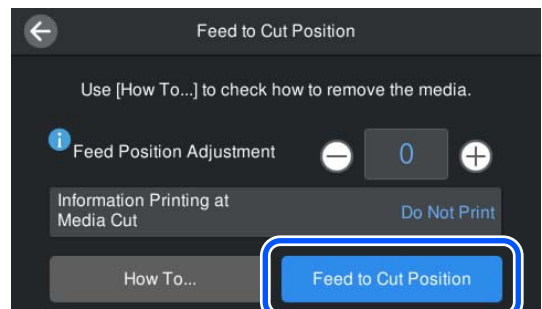 Feed to Cut Position
Use [How To...] to check how to remove the media.
i
Feed Position Adjustment
0
Information Printing at
Media Cut
Do Not Print
How To...
Feed to Cut Position